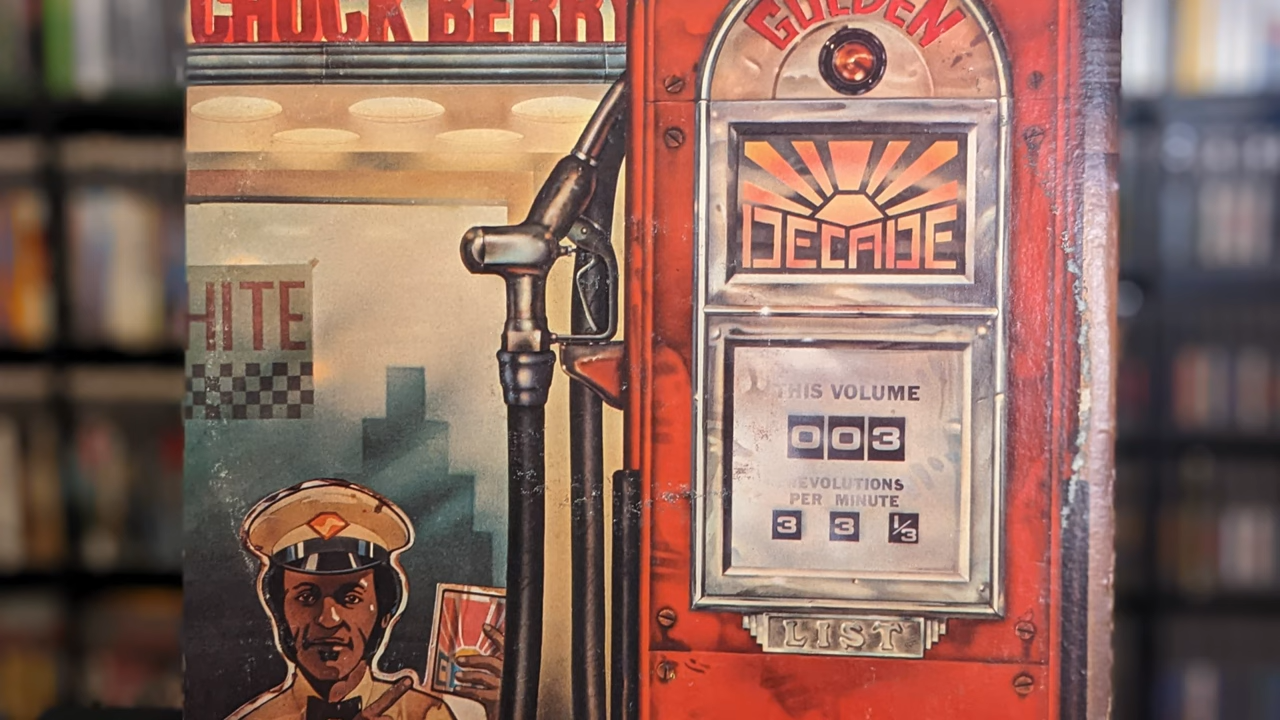 CHUCK BERRY
GOLDEN
DECADE
HITE
THIS VOLUME
003
REVOLUTIONS
PER MINUTE
3 3 1/3
LIST